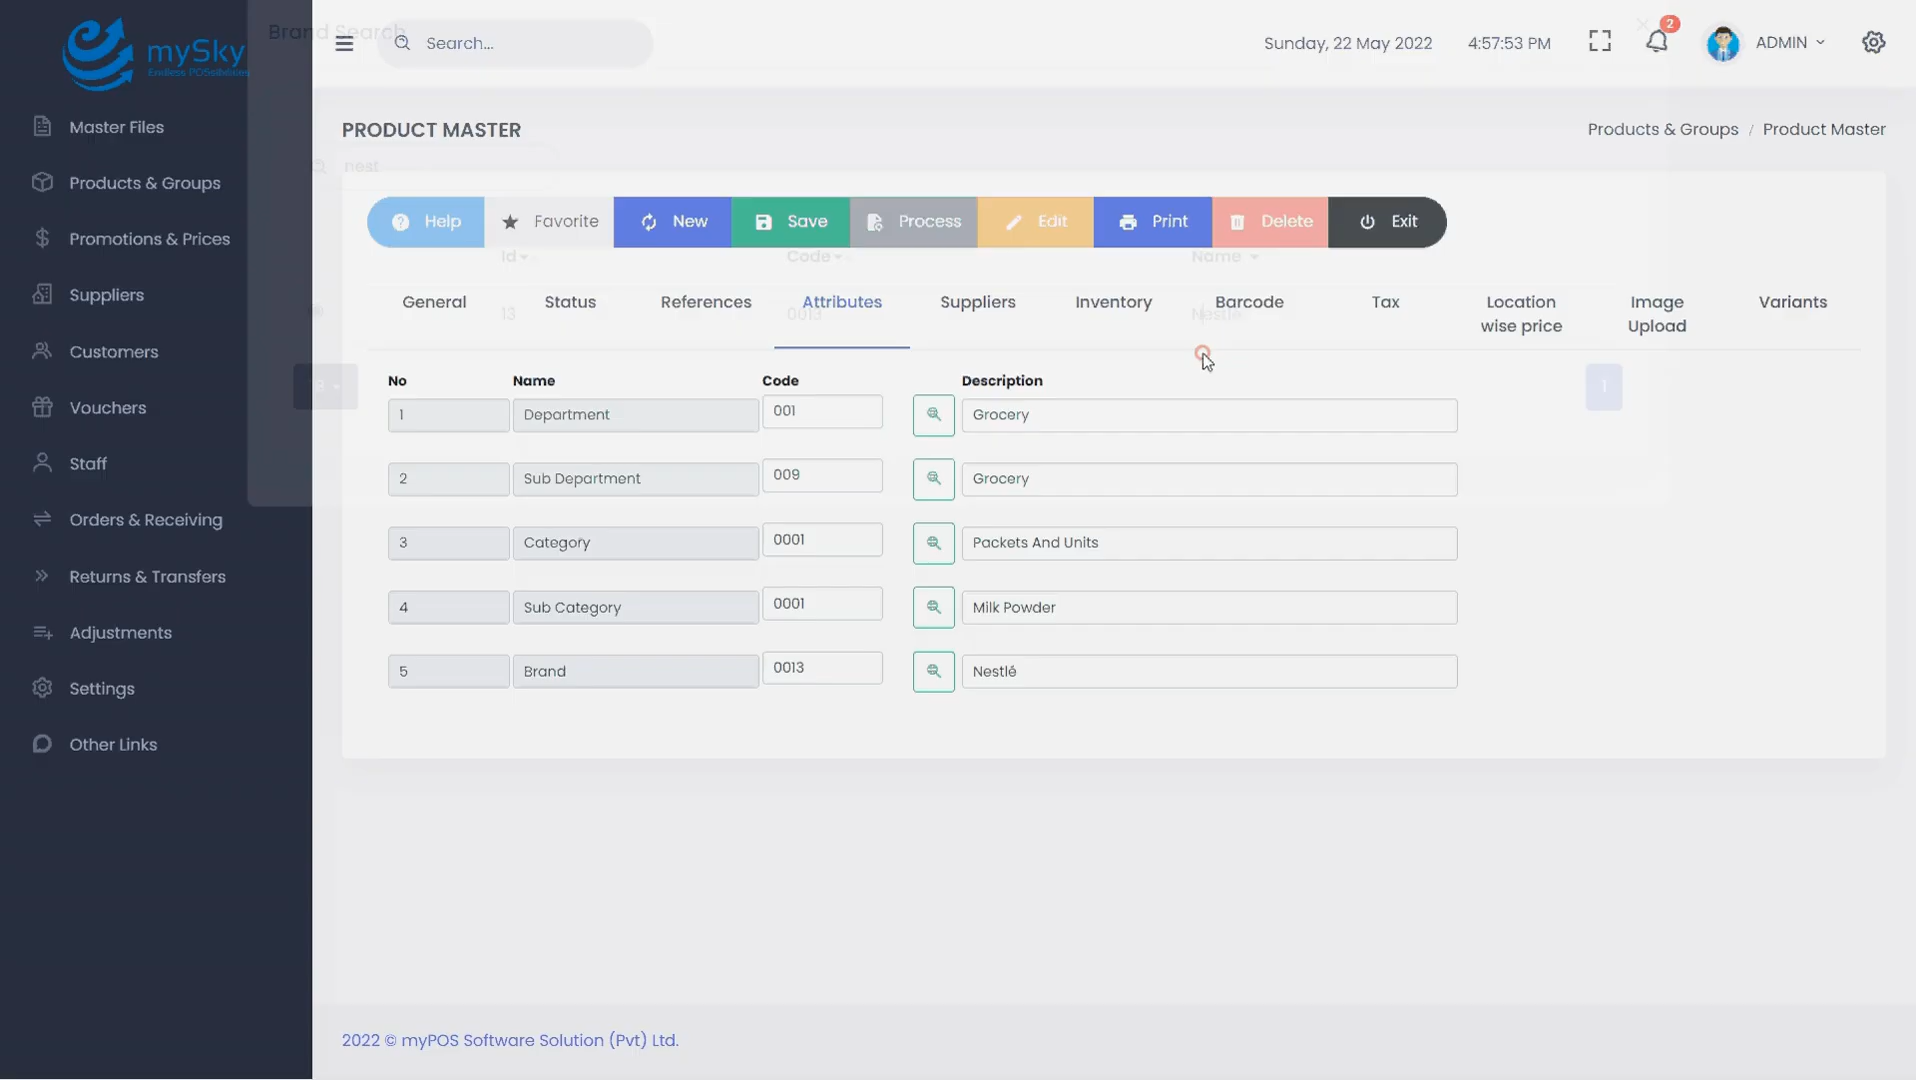 mySky
Endless POSsibilities
Brand Search
Search...
Sunday, 22 May 2022
4:57:53 PM
2
ADMIN
Master Files
Products & Groups
Promotions & Prices
Suppliers
Customers
Vouchers
Staff
Orders & Receiving
Returns & Transfers
Adjustments
Settings
Other Links
PRODUCT MASTER
Products & Groups / Product Master
nest
Help
Favorite
New
Save
Process
Edit
Print
Delete
Exit
Id
Code
Name
General
Status
References
Attributes
Suppliers
Inventory
Barcode
Tax
Location
wise price
Image
Upload
Variants
13
0013
Nestlé
1
No Name Code Description
1 Department 001 Grocery
2 Sub Department 009 Grocery
3 Category 0001 Packets And Units
4 Sub Category 0001 Milk Powder
5 Brand 0013 Nestlé
2022 © myPOS Software Solution (Pvt) Ltd.